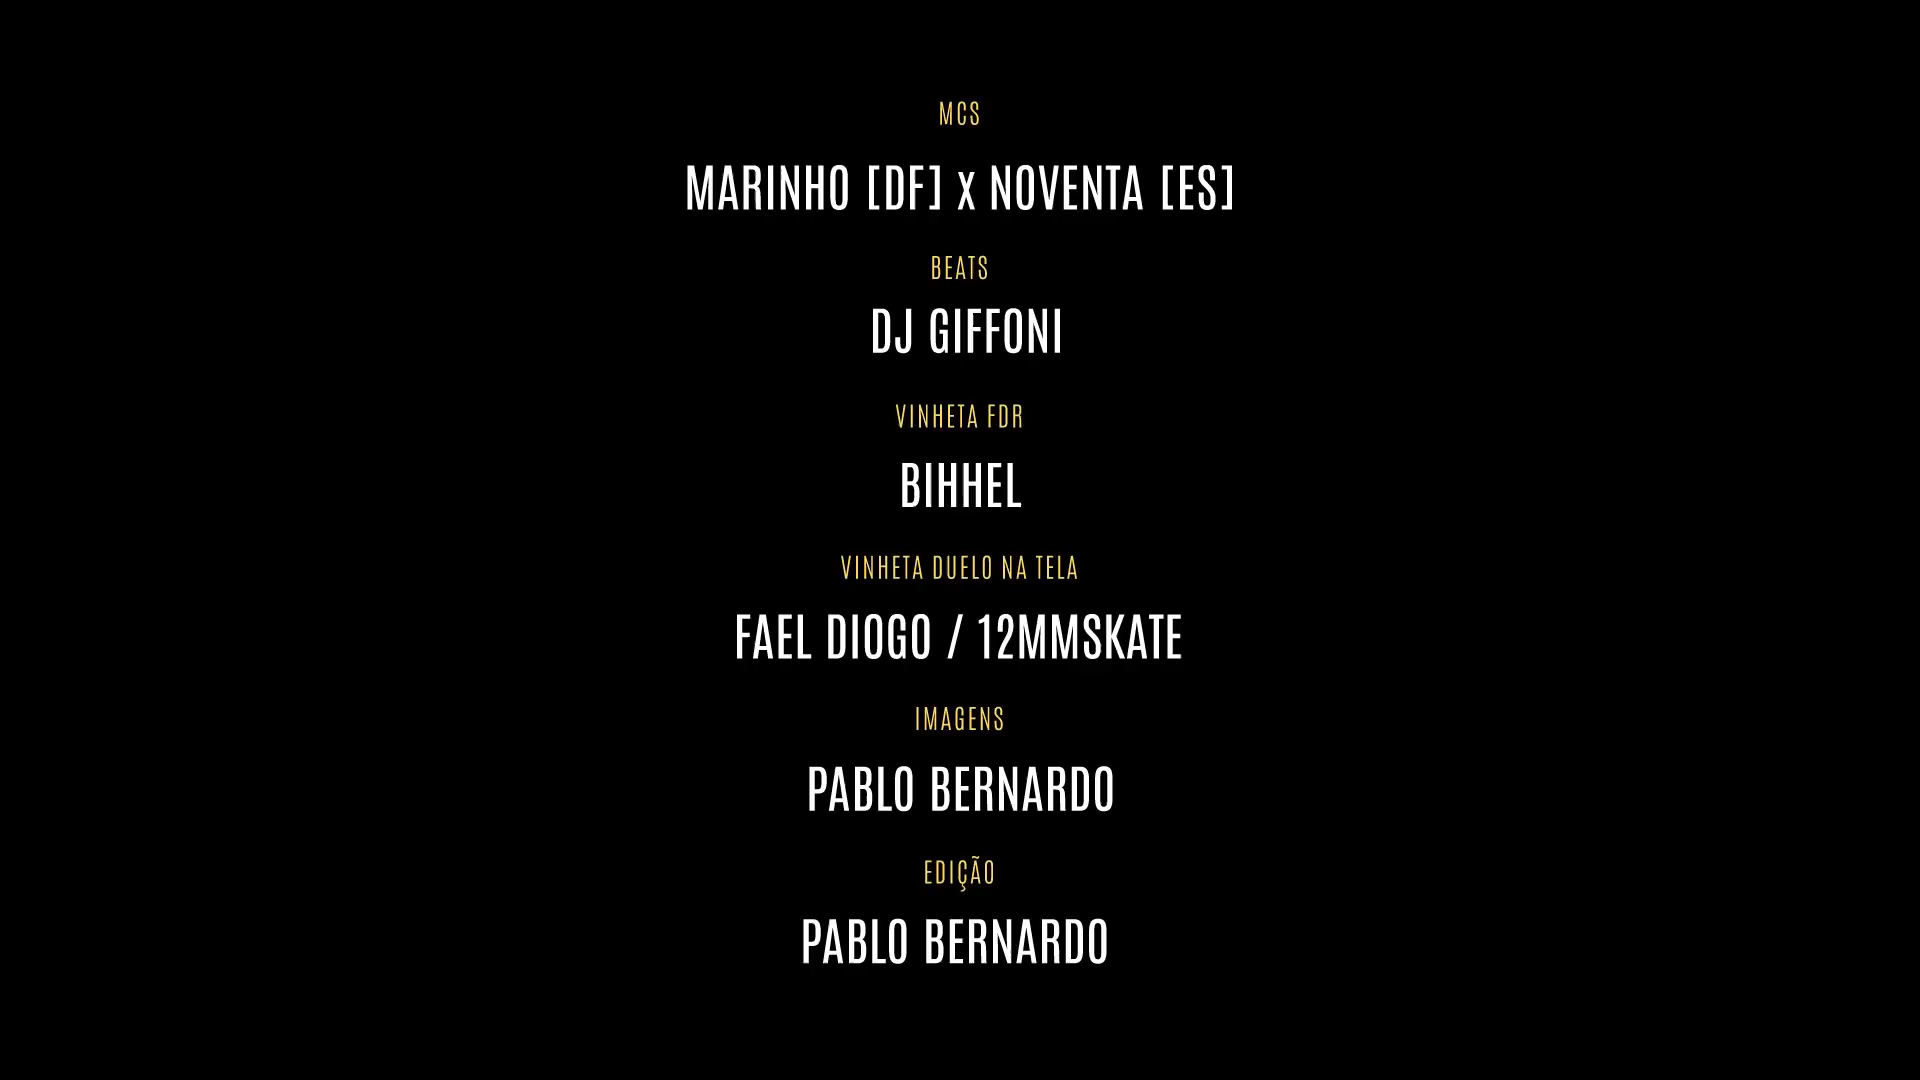 MCS
MARINHO [DF] X NOVENTA [ES]
BEATS
DJ GIFFONI
VINHETA FDR
BIHHEL
VINHETA DUELO NA TELA
FAEL DIOGO / 12MMSKATE
IMAGENS
PABLO BERNARDO
EDIÇÃO
PABLO BERNARDO